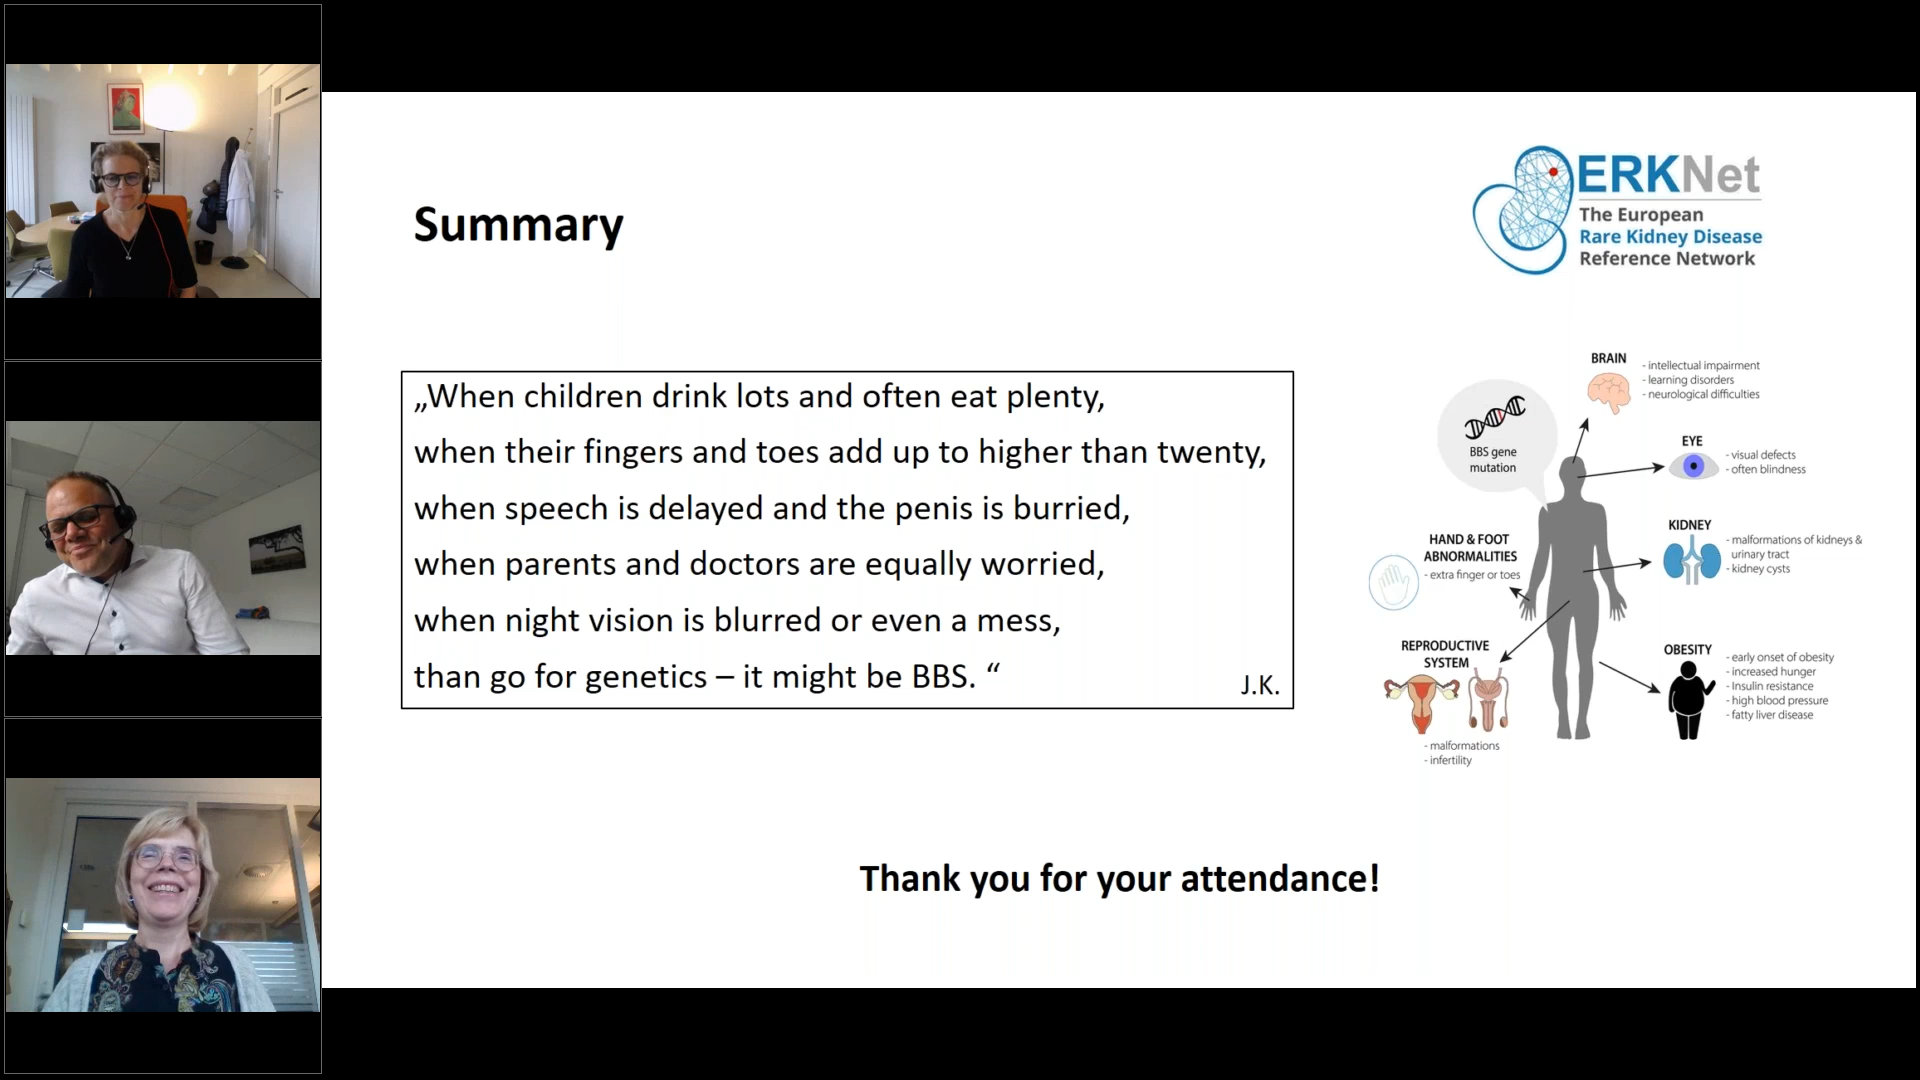 ERKNet
The European
Rare Kidney Disease
Reference Network
Summary
„When children drink lots and often eat plenty,
when their fingers and toes add up to higher than twenty,
when speech is delayed and the penis is burried,
when parents and doctors are equally worried,
when night vision is blurred or even a mess,
than go for genetics – it might be BBS. “
J.K.
BRAIN
- intellectual impairment
- learning disorders
- neurological difficulties
BBS gene
mutation
EYE
- visual defects
- often blindness
KIDNEY
- malformations of kidneys &
urinary tract
- kidney cysts
HAND & FOOT
ABNORMALITIES
- extra finger or toes
REPRODUCTIVE
SYSTEM
- malformations
- infertility
OBESITY
- early onset of obesity
- increased hunger
- Insulin resistance
- high blood pressure
- fatty liver disease
Thank you for your attendance!